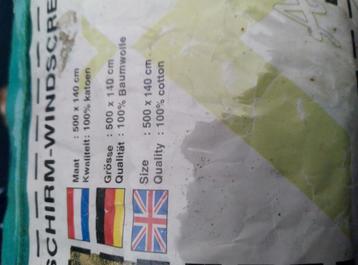 SCHIRM-WINDSCRE
Maat : 500 x 140 cm
Kwaliteit : 100% katoen
Grösse : 500 x 140 cm
Qualität : 100% Baumwolle
Size : 500 x 140 cm
Quality : 100% cotton